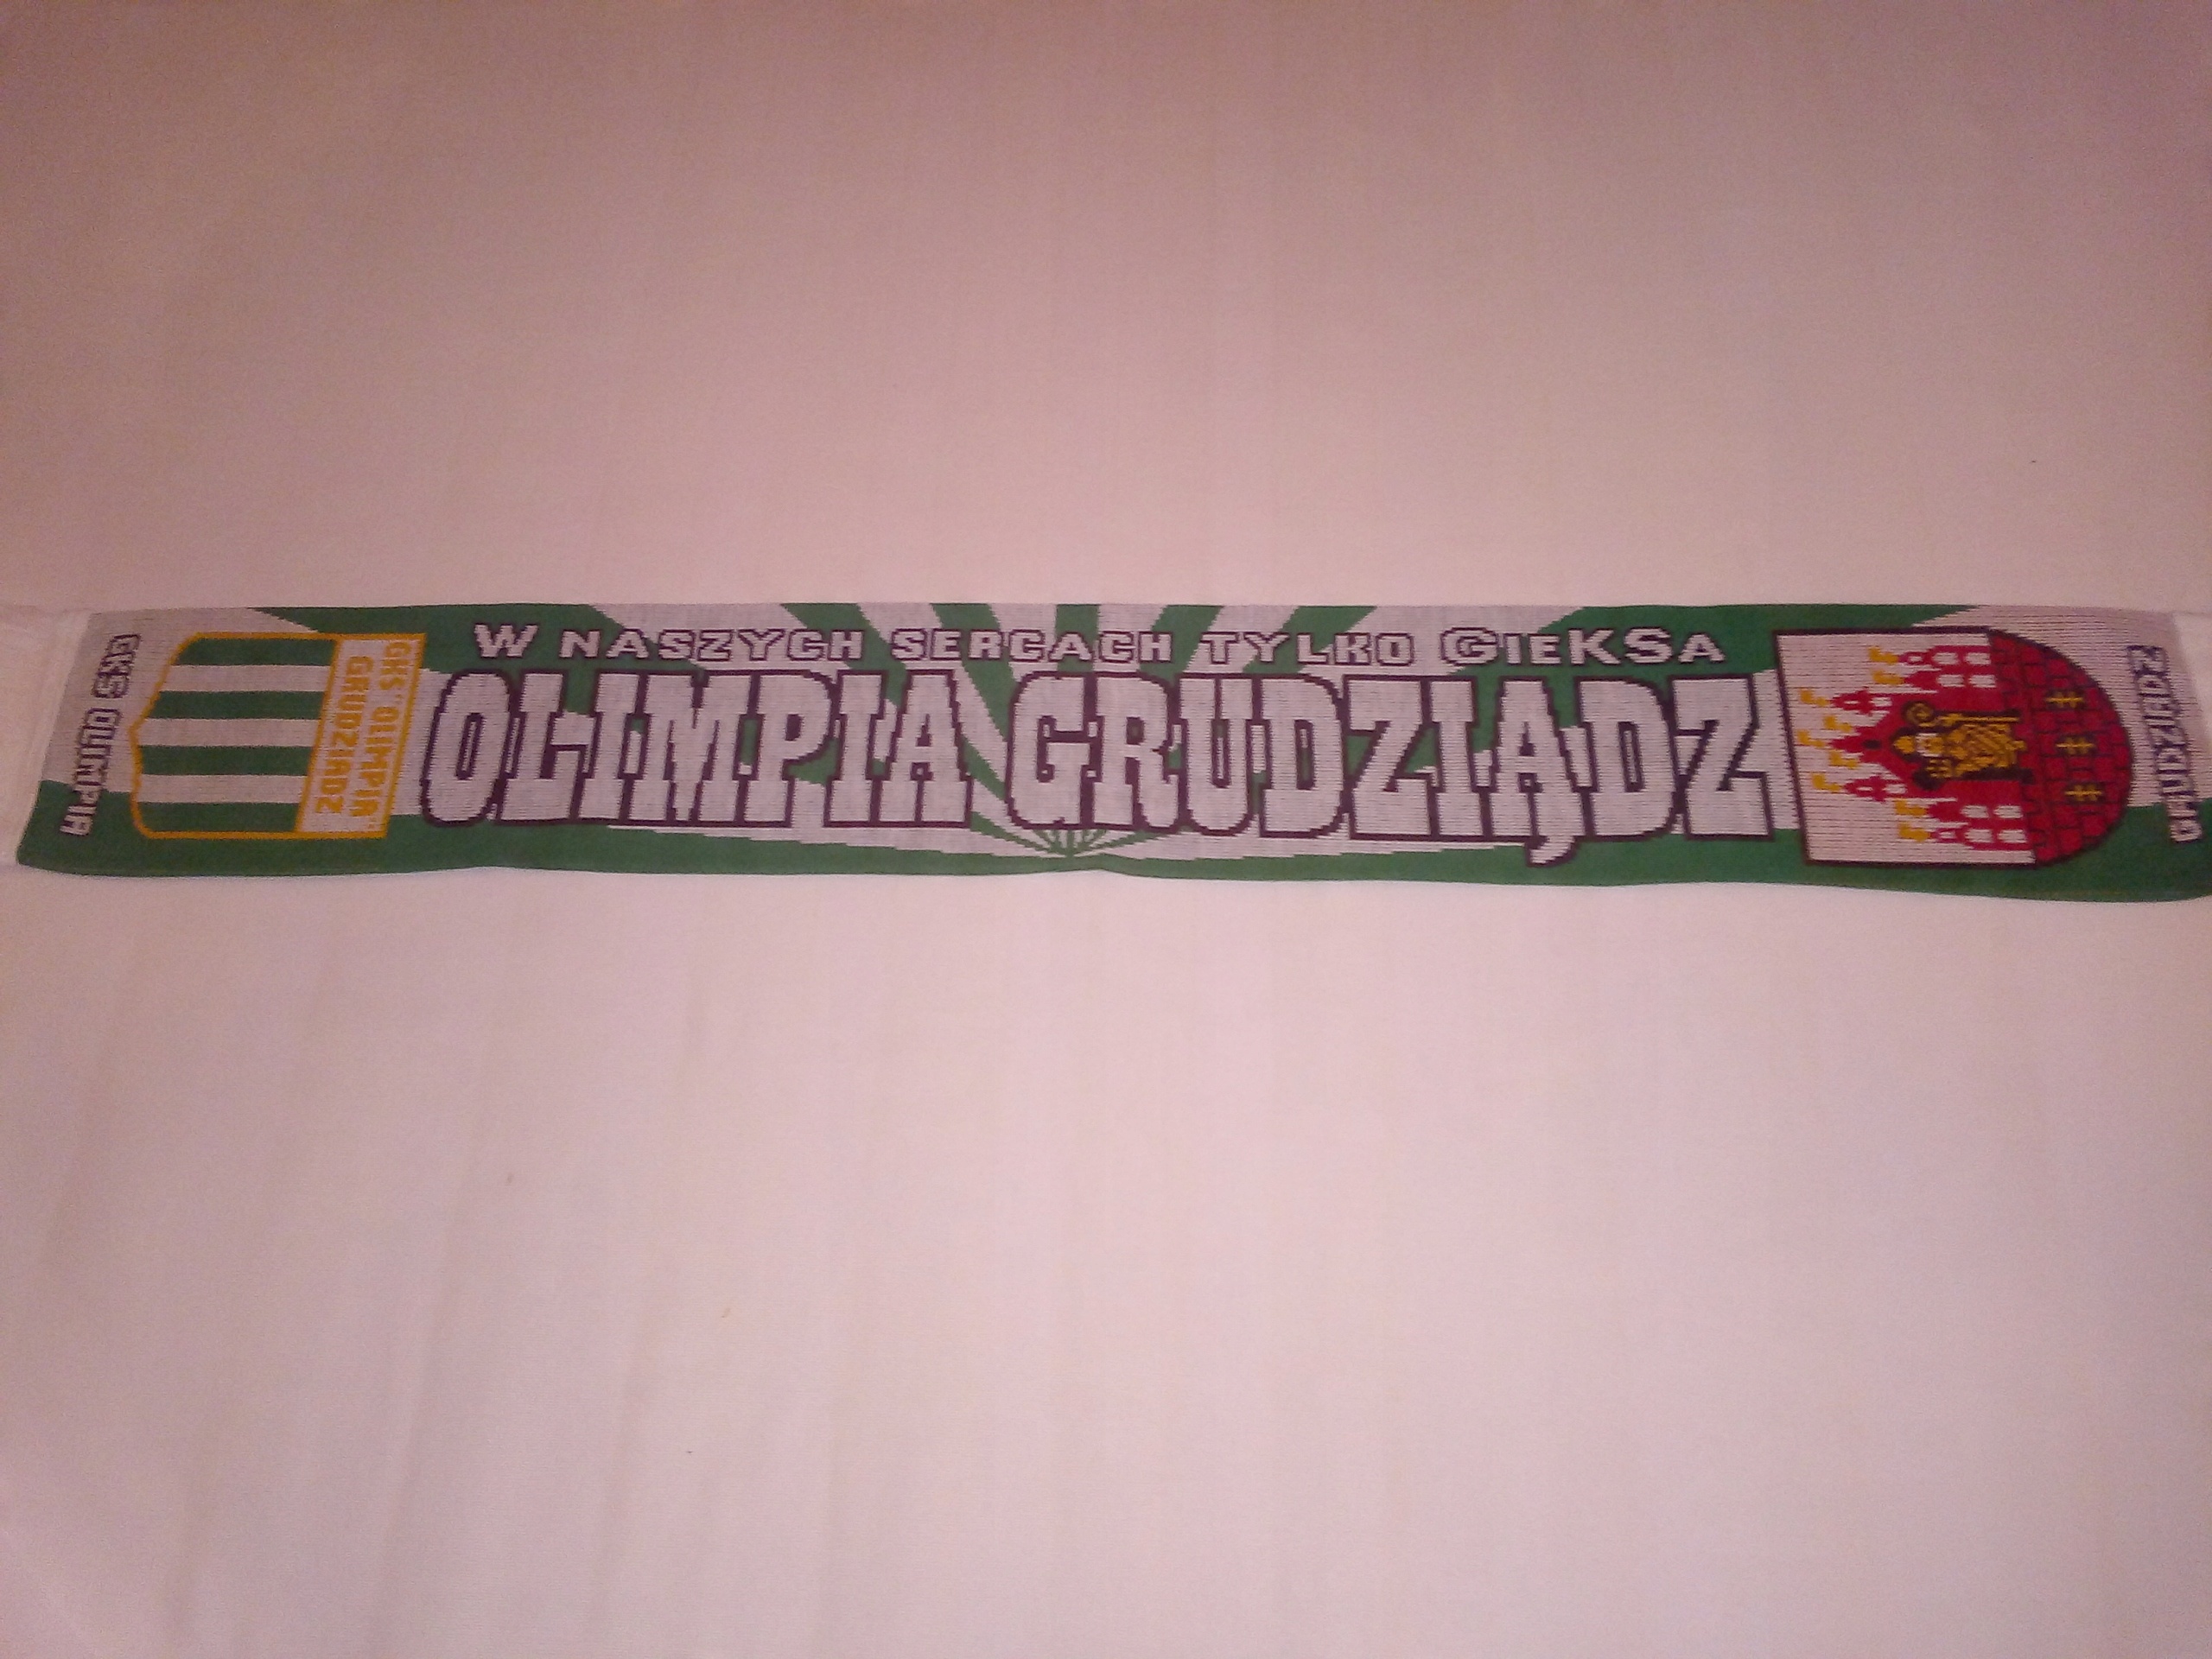 GKS OLIMPIA
GKS "OLIMPIA"
GRUDZIĄDZ
W NASZYCH SERCACH TYLKO GIEKSA
OLIMPIA GRUDZIĄDZ
GRUDZIĄDZ